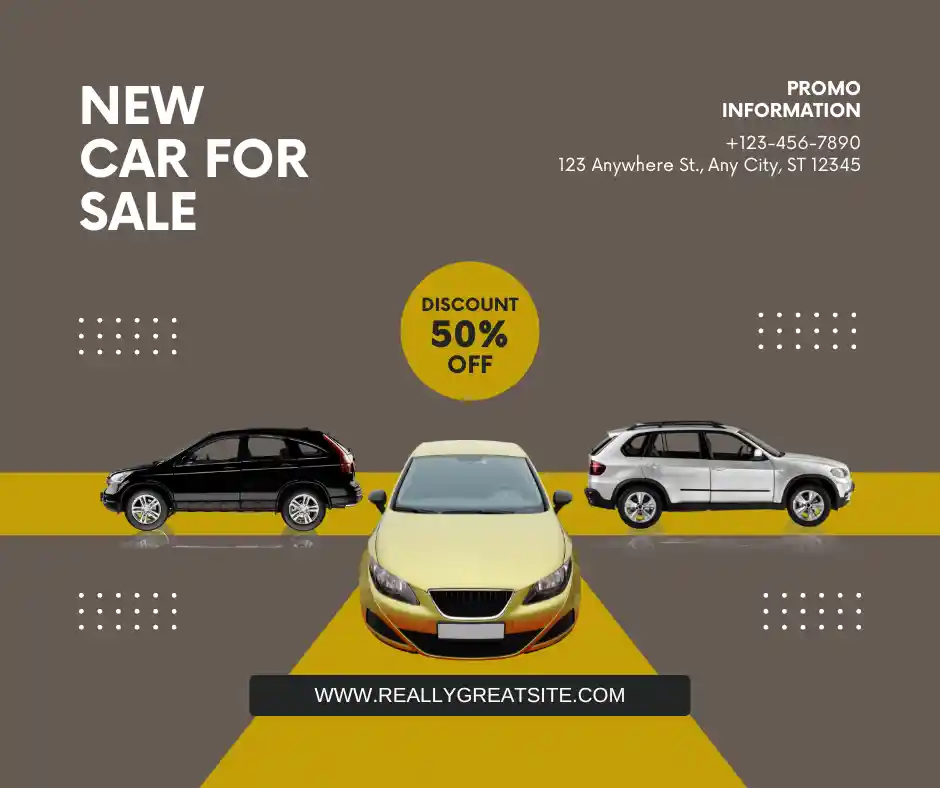 NEW
CAR FOR
SALE
PROMO
INFORMATION
+123-456-7890
123 Anywhere St., Any City, ST 12345
DISCOUNT
50%
OFF
WWW.REALLYGREATSITE.COM